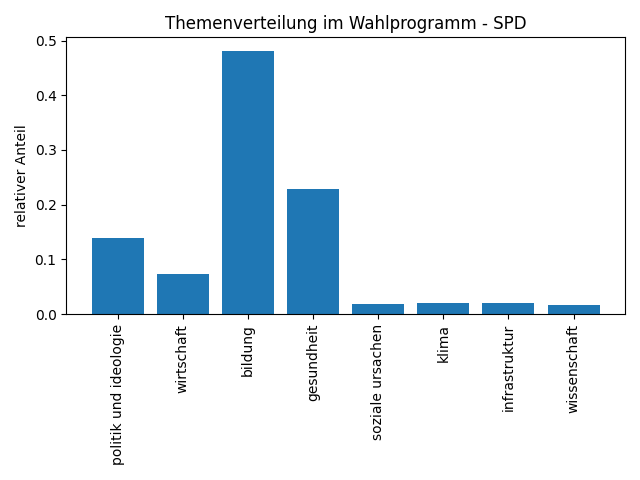 Themenverteilung im Wahlprogramm - SPD
relativer Anteil
0.5
0.4
0.3
0.2
0.1
0.0
politik und ideologie
wirtschaft
bildung
gesundheit
soziale ursachen
klima
infrastruktur
wissenschaft